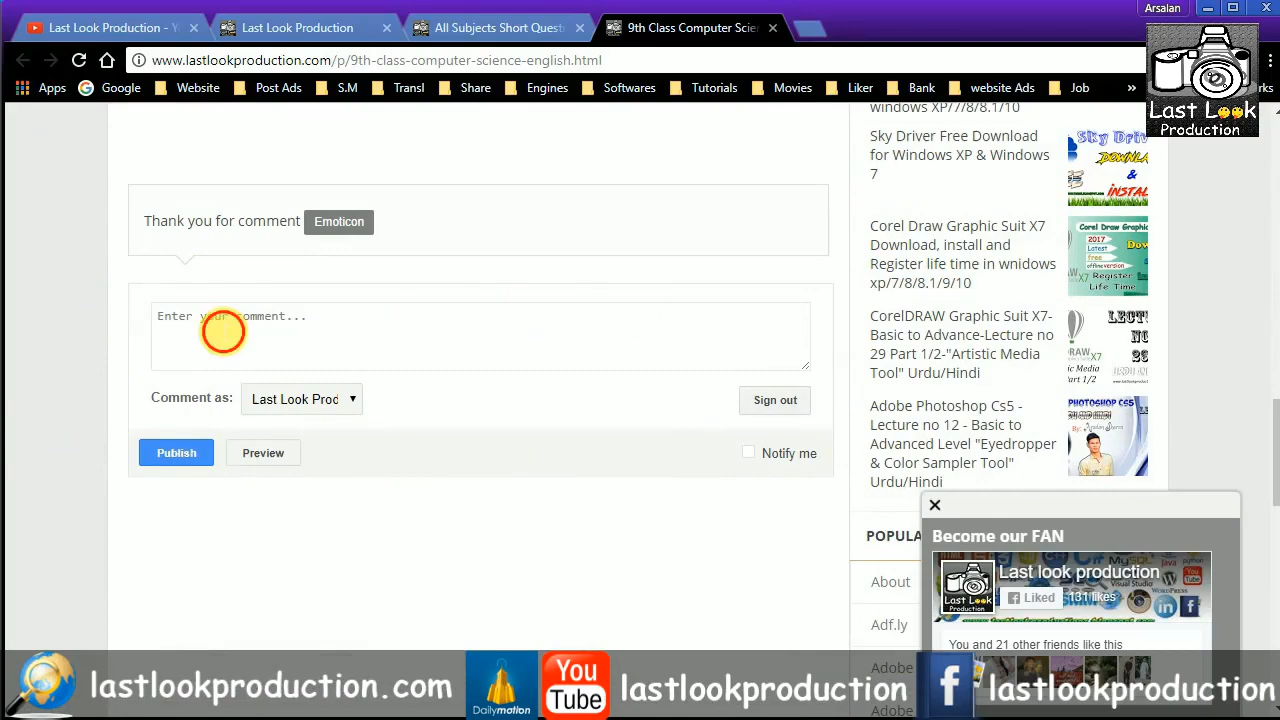 Arsalan
Last Look Production - Y
Last Look Production
All Subjects Short Questi
9th Class Computer Scien
www.lastlookproduction.com/p/9th-class-computer-science-english.html
Apps
Google
Website
Post Ads
S.M
Transl
Share
Engines
Softwares
Tutorials
Movies
Liker
Bank
website Ads
Job
»
Last Look
Production
windows XP/7/8/8.1/10
Sky Driver Free Download
for Windows XP & Windows
7
Corel Draw Graphic Suit X7
Download, install and
Register life time in wnidows
xp/7/8/8.1/9/10
CorelDRAW Graphic Suit X7-
Basic to Advance-Lecture no
29 Part 1/2-"Artistic Media
Tool" Urdu/Hindi
Adobe Photoshop Cs5 -
Lecture no 12 - Basic to
Advanced Level "Eyedropper
& Color Sampler Tool"
Urdu/Hindi
Thank you for comment
Emoticon
Enter your comment...
Comment as:
Last Look Prod
Sign out
Publish
Preview
Notify me
POPULA
About
Adf.ly
Adobe
Become our FAN
Last look production
Liked
131 likes
You and 21 other friends like this
lastlookproduction.com
Dailymotion
You
Tube
lastlookproduction
f
lastlookproduction